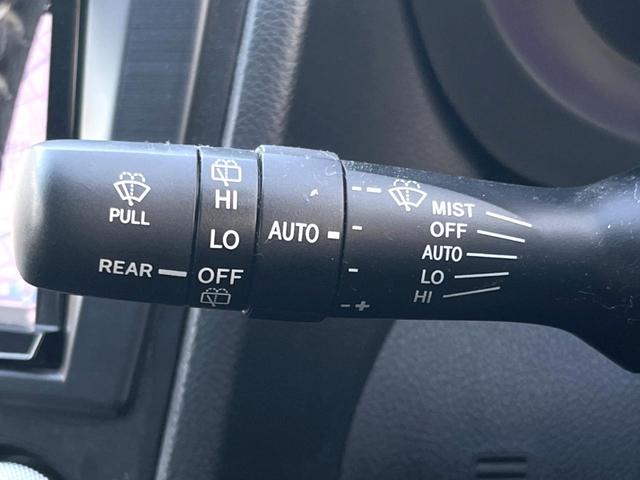 PULL
REAR
HI
LO
OFF
AUTO
- +
MIST
OFF
AUTO
LO
HI